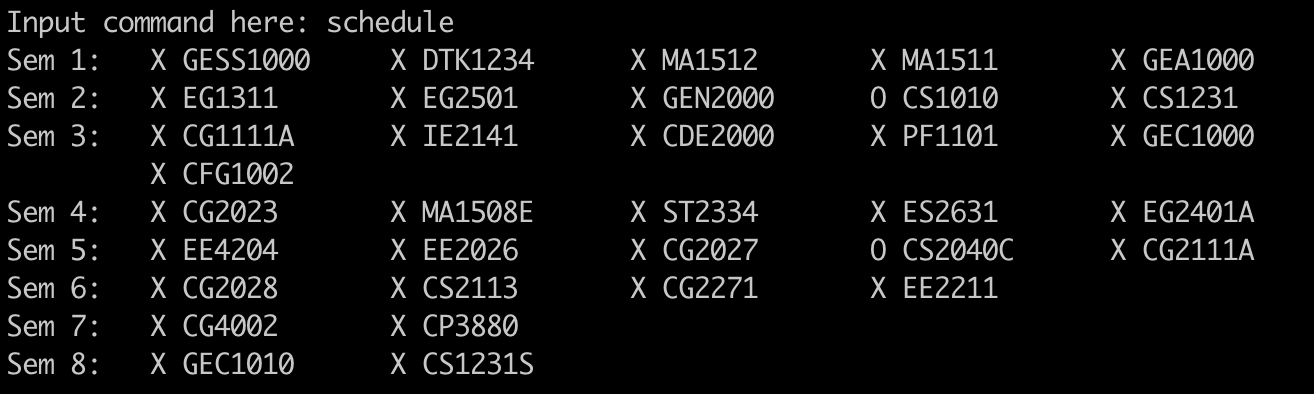 Input command here: schedule
Sem 1:   X GESS1000     X DTK1234      X MA1512       X MA1511       X GEA1000
Sem 2:   X EG1311       X EG2501       X GEN2000      O CS1010       X CS1231
Sem 3:   X CG1111A      X IE2141       X CDE2000      X PF1101       X GEC1000
         X CFG1002
Sem 4:   X CG2023       X MA1508E      X ST2334       X ES2631       X EG2401A
Sem 5:   X EE4204       X EE2026       X CG2027       O CS2040C      X CG2111A
Sem 6:   X CG2028       X CS2113       X CG2271       X EE2211
Sem 7:   X CG4002       X CP3880
Sem 8:   X GEC1010      X CS1231S